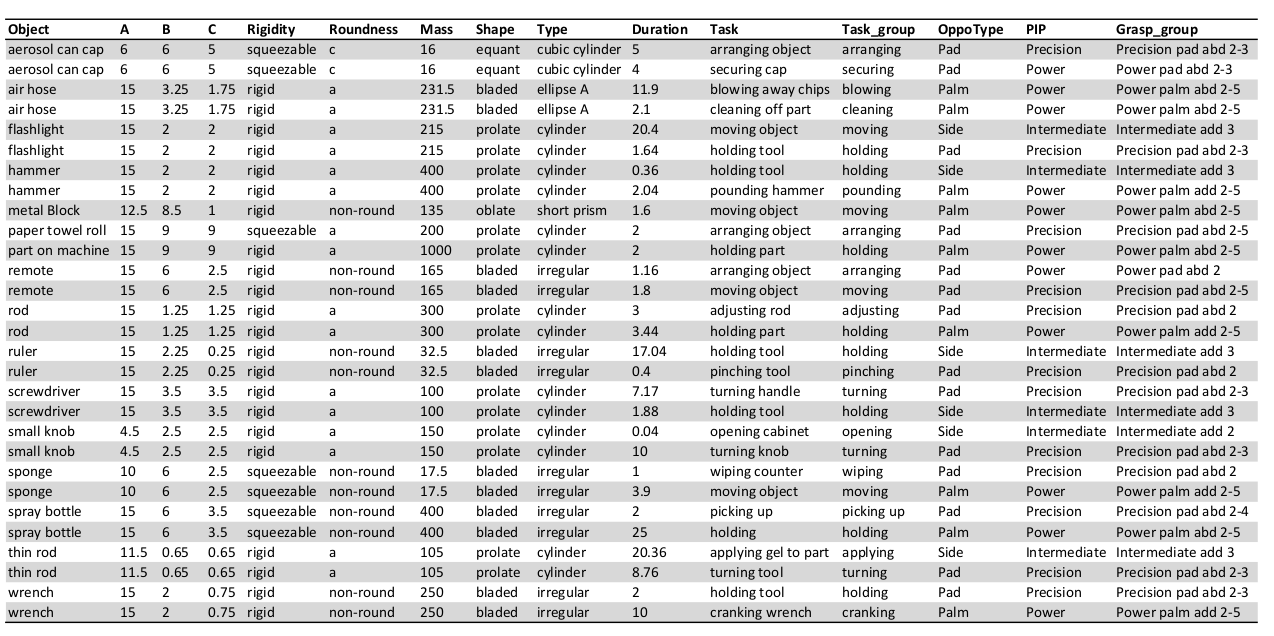 Object A B C Rigidity Roundness Mass Shape Type Duration Task Task_group OppoType PIP Grasp_group
aerosol can cap 6 6 5 squeezable c 16 equant cubic cylinder 5 arranging object arranging Pad Precision Precision pad abd 2-3
aerosol can cap 6 6 5 squeezable c 16 equant cubic cylinder 4 securing cap securing Pad Power Power pad abd 2-3
air hose 15 3.25 1.75 rigid a 231.5 bladed ellipse A 11.9 blowing away chips blowing Palm Power Power palm abd 2-5
air hose 15 3.25 1.75 rigid a 231.5 bladed ellipse A 2.1 cleaning off part cleaning Palm Power Power palm abd 2-5
flashlight 15 2 2 rigid a 215 prolate cylinder 20.4 moving object moving Side Intermediate Intermediate add 3
flashlight 15 2 2 rigid a 215 prolate cylinder 1.64 holding tool holding Pad Precision Precision pad abd 2-3
hammer 15 2 2 rigid a 400 prolate cylinder 0.36 holding tool holding Side Intermediate Intermediate add 3
hammer 15 2 2 rigid a 400 prolate cylinder 2.04 pounding hammer pounding Palm Power Power palm add 2-5
metal Block 12.5 8.5 1 rigid non-round 135 oblate short prism 1.6 moving object moving Palm Power Power palm add 2-5
paper towel roll 15 9 9 squeezable a 200 prolate cylinder 2 arranging object arranging Pad Precision Precision pad abd 2-5
part on machine 15 9 9 rigid a 1000 prolate cylinder 2 holding part holding Palm Power Power palm abd 2-5
remote 15 6 2.5 rigid non-round 165 bladed irregular 1.16 arranging object arranging Pad Power Power pad abd 2
remote 15 6 2.5 rigid non-round 165 bladed irregular 1.8 moving object moving Pad Precision Precision pad abd 2-5
rod 15 1.25 1.25 rigid a 300 prolate cylinder 3 adjusting rod adjusting Pad Precision Precision pad abd 2
rod 15 1.25 1.25 rigid a 300 prolate cylinder 3.44 holding part holding Palm Power Power palm add 2-5
ruler 15 2.25 0.25 rigid non-round 32.5 bladed irregular 17.04 holding tool holding Side Intermediate Intermediate add 3
ruler 15 2.25 0.25 rigid non-round 32.5 bladed irregular 0.4 pinching tool pinching Pad Precision Precision pad abd 2
screwdriver 15 3.5 3.5 rigid a 100 prolate cylinder 7.17 turning handle turning Pad Precision Precision pad abd 2-3
screwdriver 15 3.5 3.5 rigid a 100 prolate cylinder 1.88 holding tool holding Side Intermediate Intermediate add 3
small knob 4.5 2.5 2.5 rigid a 150 prolate cylinder 0.04 opening cabinet opening Side Intermediate Intermediate add 2
small knob 4.5 2.5 2.5 rigid a 150 prolate cylinder 10 turning knob turning Pad Precision Precision pad abd 2-3
sponge 10 6 2.5 squeezable non-round 17.5 bladed irregular 1 wiping counter wiping Pad Precision Precision pad abd 2
sponge 10 6 2.5 squeezable non-round 17.5 bladed irregular 3.9 moving object moving Palm Power Power palm abd 2-5
spray bottle 15 6 3.5 squeezable non-round 400 bladed irregular 2 picking up picking up Pad Precision Precision pad abd 2-4
spray bottle 15 6 3.5 squeezable non-round 400 bladed irregular 25 holding holding Palm Power Power palm abd 2-5
thin rod 11.5 0.65 0.65 rigid a 105 prolate cylinder 20.36 applying gel to part applying Side Intermediate Intermediate add 3
thin rod 11.5 0.65 0.65 rigid a 105 prolate cylinder 8.76 turning tool turning Pad Precision Precision pad abd 2-3
wrench 15 2 0.75 rigid non-round 250 bladed irregular 2 holding tool holding Pad Precision Precision pad abd 2-3
wrench 15 2 0.75 rigid non-round 250 bladed irregular 10 cranking wrench cranking Palm Power Power palm add 2-5